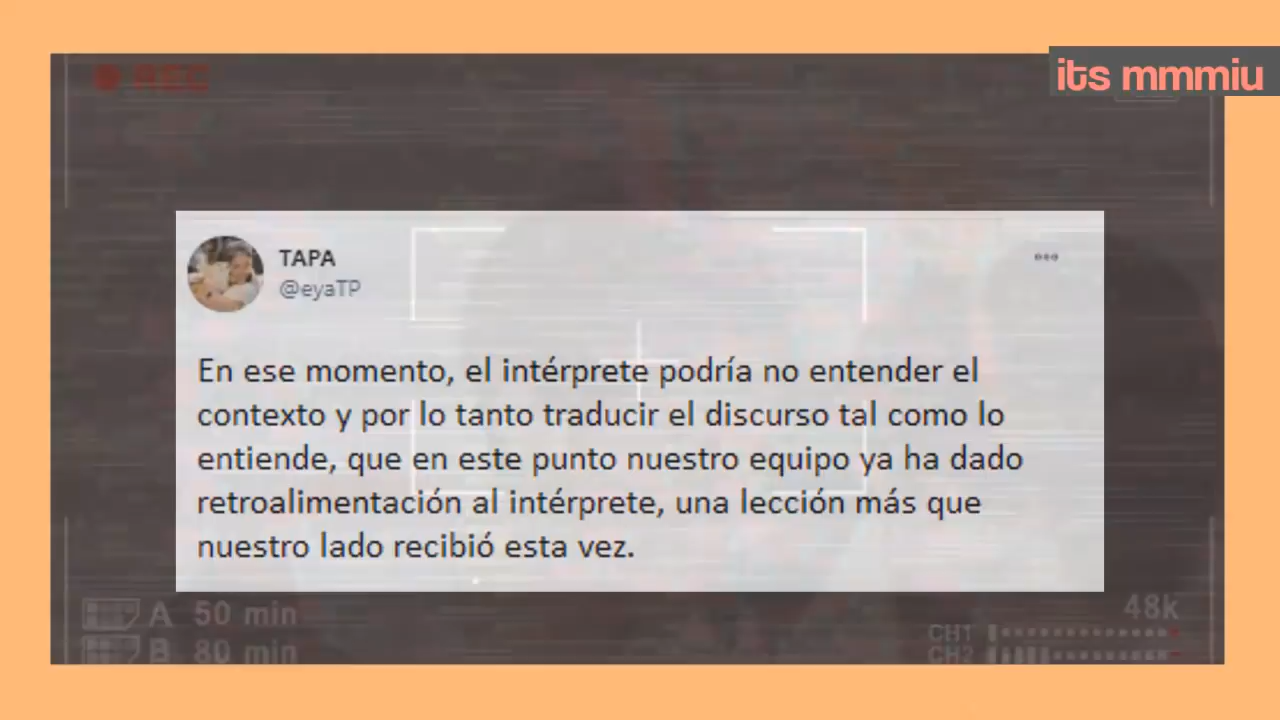 REC
its mmmiu
TAPA
@eyaTP
En ese momento, el intérprete podría no entender el
contexto y por lo tanto traducir el discurso tal como lo
entiende, que en este punto nuestro equipo ya ha dado
retroalimentación al intérprete, una lección más que
nuestro lado recibió esta vez.
A 50 min
B 80 min
48k
CH1
CH2